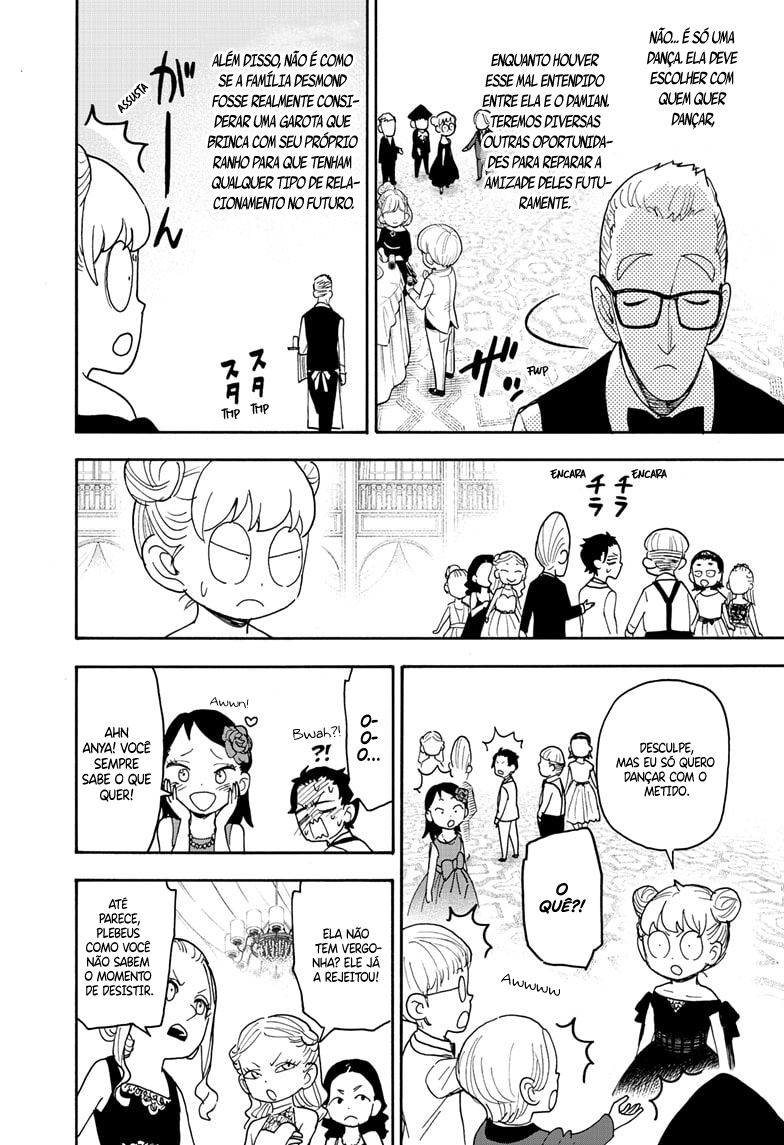 NÃO... É SÓ UMA
DANÇA. ELA DEVE
ESCOLHER COM
QUEM QUER
DANÇAR,
ENQUANTO HOUVER
ESSE MAL ENTENDIDO
ENTRE ELA E O DAMIAN.
TEREMOS DIVERSAS
OUTRAS OPORTUNIDA-
DES PARA REPARAR A
AMIZADE DELES FUTU-
RAMENTE.
ザッ
FWP
ALÉM DISSO, NÃO É COMO
SE A FAMÍLIA DESMOND
FOSSE REALMENTE CONSI-
DERAR UMA GAROTA QUE
BRINCA COM SEU PRÓPRIO
RANHO PARA QUE TENHAM
QUALQUER TIPO DE RELA-
CIONAMENTO NO FUTURO.
がーん
ASSUSTA
スタ
TMP
スタ
TMP
チラ
ENCARA
チラ
ENCARA
DESCULPE,
MAS EU SÓ QUERO
DANÇAR COM O
METIDO.
O
QUÊ?!
Awwww
O-
O-
O...
Bwah?!
?!
Awwn!
AHN
ANYA! VOCÊ
SEMPRE
SABE O QUE
QUER!
ELA NÃO
TEM VERGO-
NHA? ELE JÁ
A REJEITOU!
ATÉ
PARECE,
PLEBEUS
COMO VOCÊ
NÃO SABEM
O MOMENTO
DE DESISTIR.